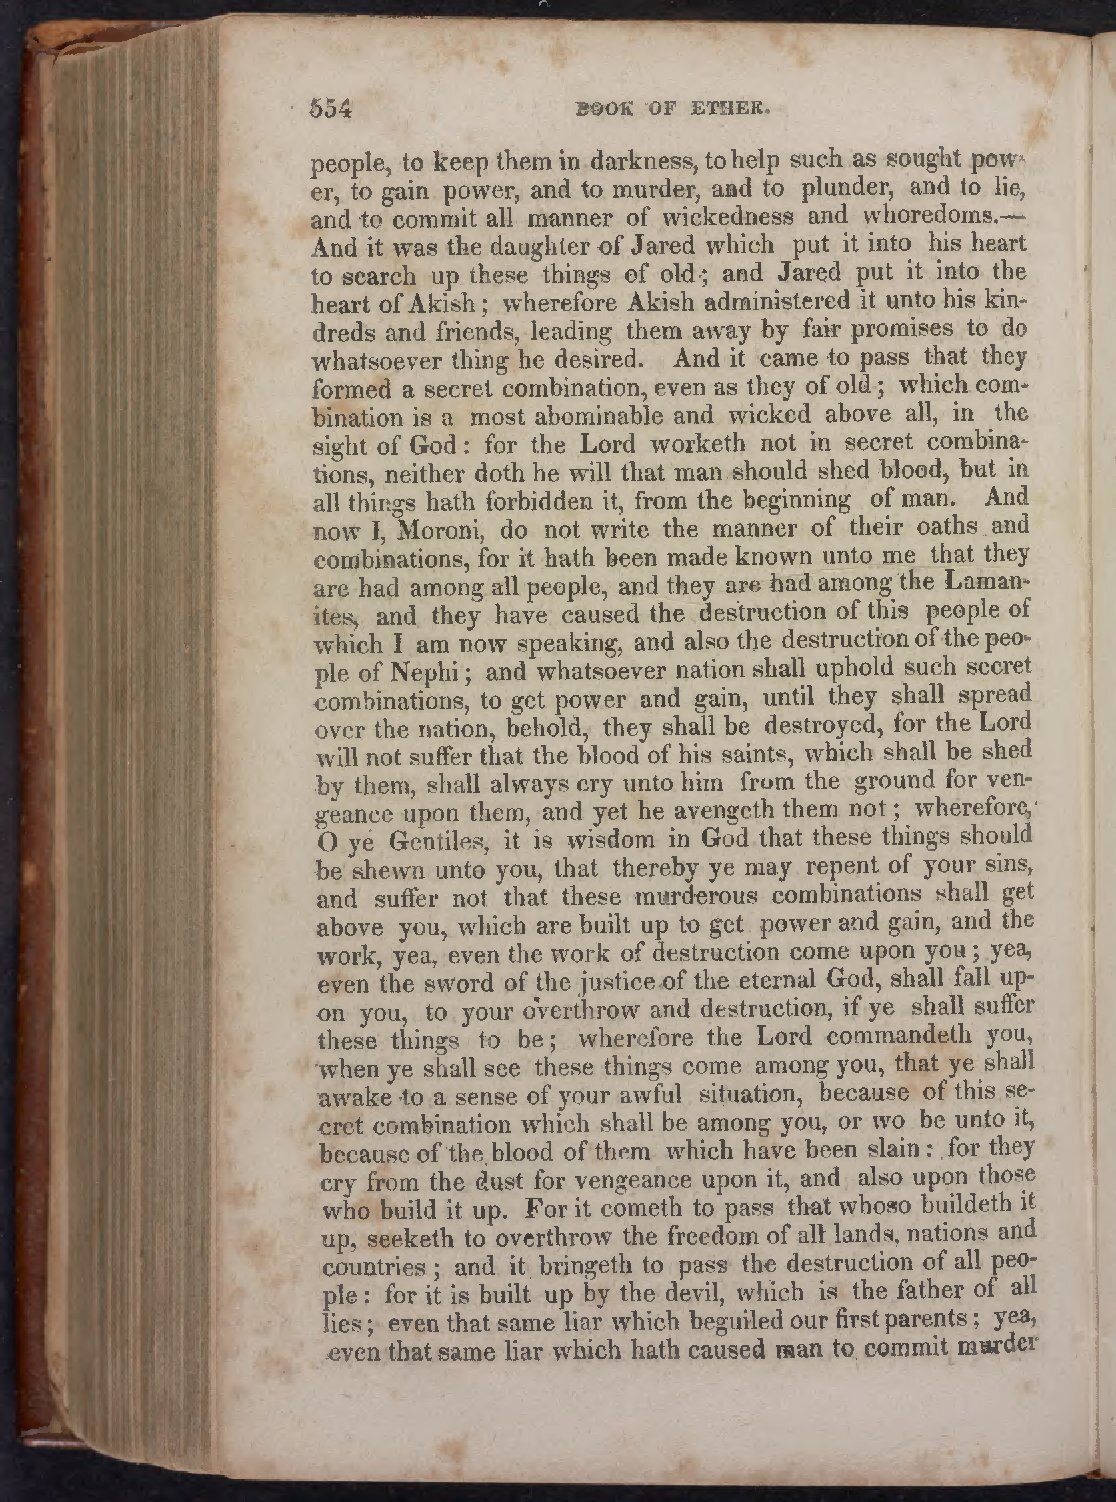 554 BOOK OF ETHER.
people, to keep them in darkness, to help such as sought pow-
er, to gain power, and to murder, and to plunder, and to lie,
and to commit all manner of wickedness and whoredoms.—
And it was the daughter of Jared which put it into his heart
to search up these things of old; and Jared put it into the
heart of Akish; wherefore Akish administered it unto his kin-
dreds and friends, leading them away by fair promises to do
whatsoever thing he desired. And it came to pass that they
formed a secret combination, even as they of old; which com-
bination is a most abominable and wicked above all, in the
sight of God: for the Lord worketh not in secret combina-
tions, neither doth he will that man should shed blood, but in
all things hath forbidden it, from the beginning of man. And
now I, Moroni, do not write the manner of their oaths and
combinations, for it hath been made known unto me that they
are had among all people, and they are had among the Laman-
ites, and they have caused the destruction of this people of
which I am now speaking, and also the destruction of the peo-
ple of Nephi; and whatsoever nation shall uphold such secret
combinations, to get power and gain, until they shall spread
over the nation, behold, they shall be destroyed, for the Lord
will not suffer that the blood of his saints, which shall be shed
by them, shall always cry unto him from the ground for ven-
geance upon them, and yet he avengeth them not; wherefore,
O ye Gentiles, it is wisdom in God that these things should
be shewn unto you, that thereby ye may repent of your sins,
and suffer not that these murderous combinations shall get
above you, which are built up to get power and gain, and the
work, yea, even the work of destruction come upon you; yea,
even the sword of the justice of the eternal God, shall fall up-
on you, to your overthrow and destruction, if ye shall suffer
these things to be; wherefore the Lord commandeth you,
when ye shall see these things come among you, that ye shall
awake to a sense of your awful situation, because of this se-
cret combination which shall be among you, or wo be unto it,
because of the blood of them which have been slain: for they
cry from the dust for vengeance upon it, and also upon those
who build it up. For it cometh to pass that whoso buildeth it
up, seeketh to overthrow the freedom of all lands, nations and
countries; and it bringeth to pass the destruction of all peo-
ple: for it is built up by the devil, which is the father of all
lies; even that same liar which beguiled our first parents; yea,
even that same liar which hath caused man to commit murder